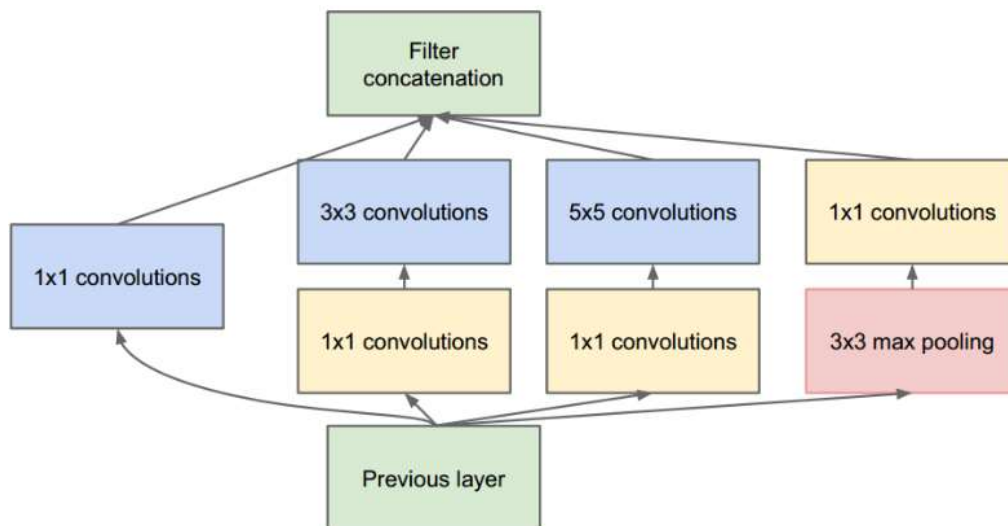 Filter
concatenation
3x3 convolutions
5x5 convolutions
1x1 convolutions
1x1 convolutions
1x1 convolutions
1x1 convolutions
3x3 max pooling
Previous layer